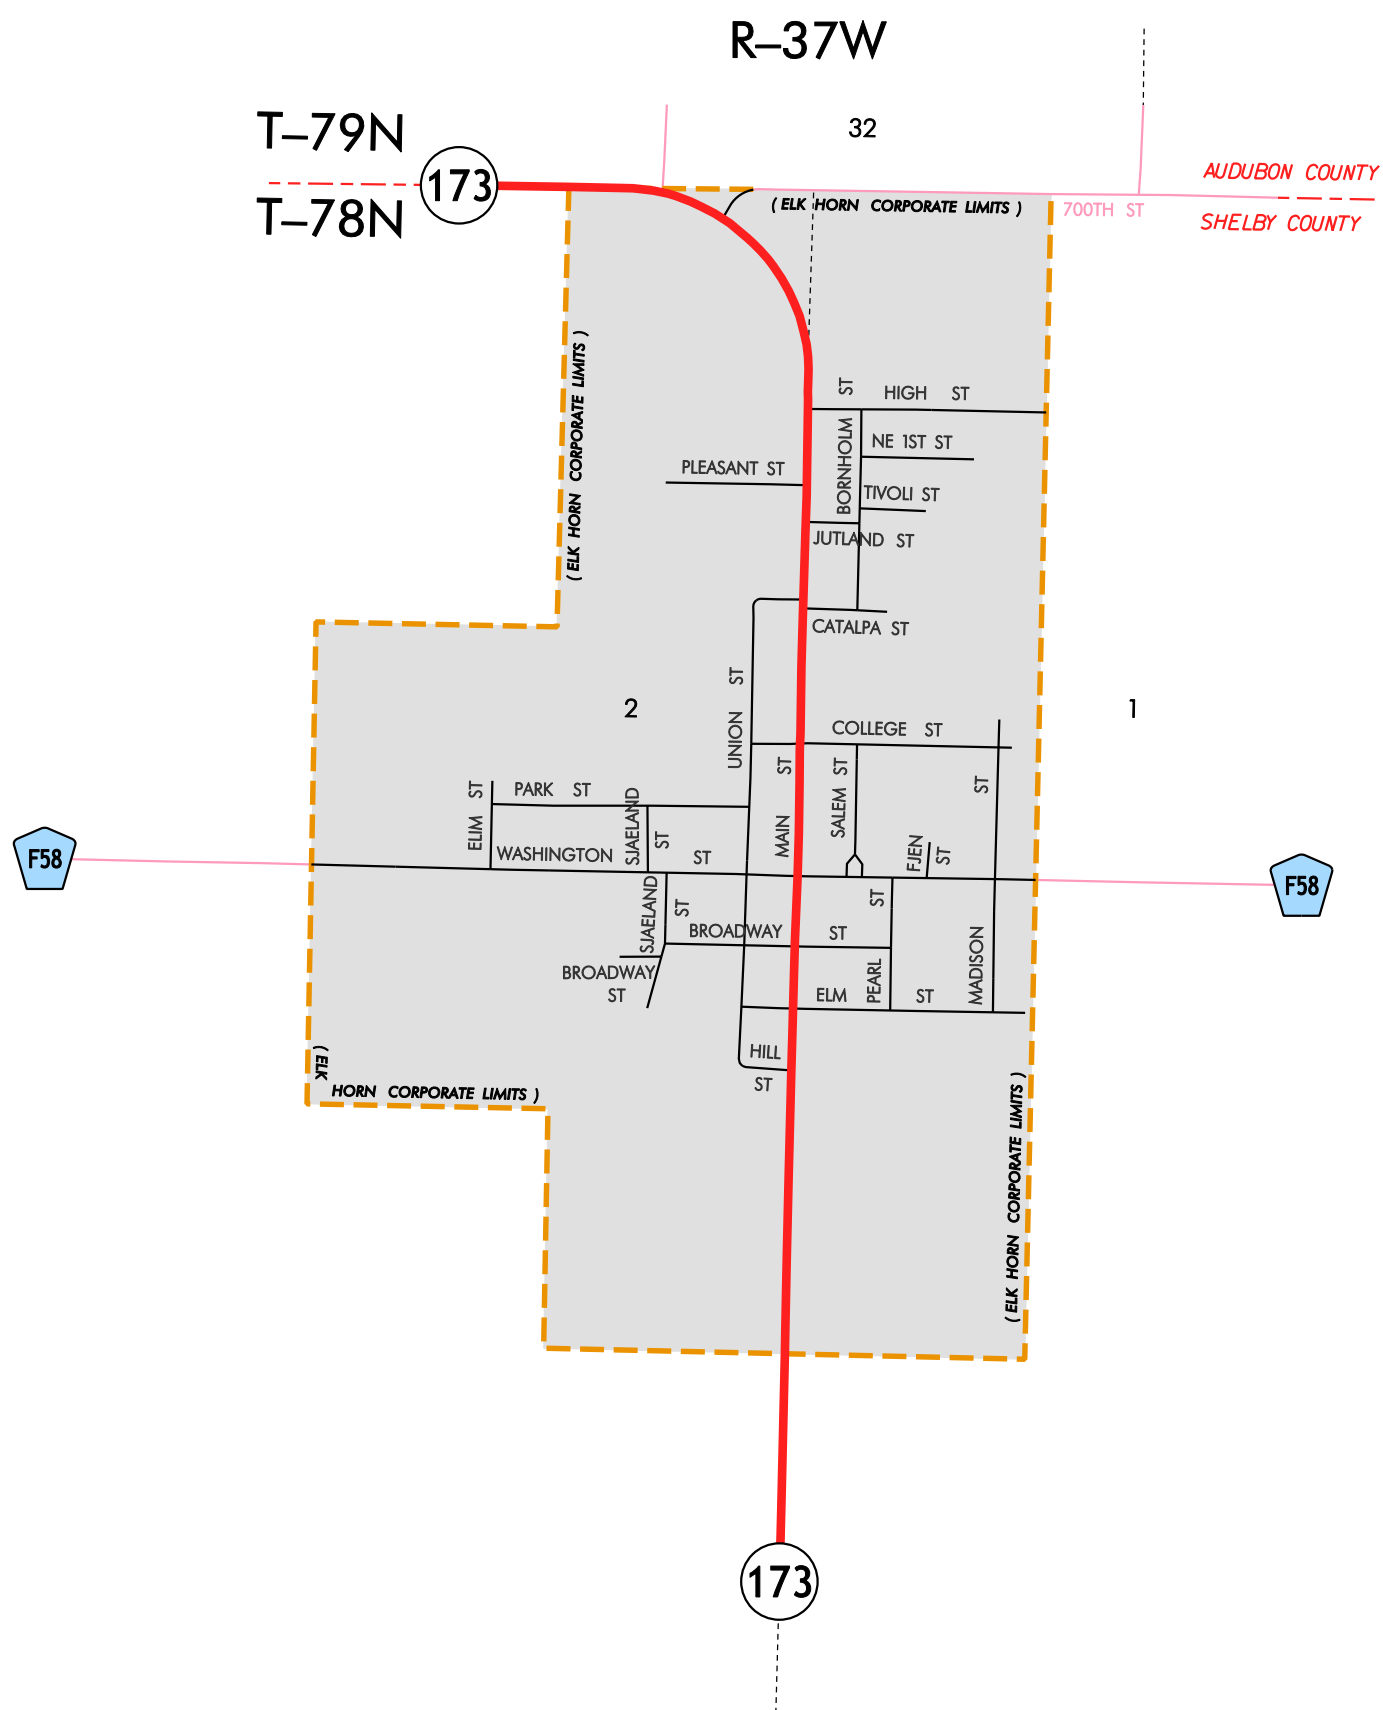 R–37W
T–79N
32
173
AUDUBON COUNTY
T–78N
( ELK HORN CORPORATE LIMITS )
700TH ST
SHELBY COUNTY
( ELK HORN CORPORATE LIMITS )
HIGH ST
BORNHOLM ST
NE 1ST ST
PLEASANT ST
TIVOLI ST
JUTLAND ST
CATALPA ST
UNION ST
2
1
COLLEGE ST
MAIN ST
SALEM ST
MADISON ST
ELIM ST
PARK ST
SJAELAND ST
WASHINGTON ST
FJEN ST
F58
F58
SJAELAND ST
BROADWAY ST
PEARL ST
BROADWAY
ST
ELM ST
HILL
ST
( ELK
HORN CORPORATE LIMITS )
( ELK HORN CORPORATE LIMITS )
173